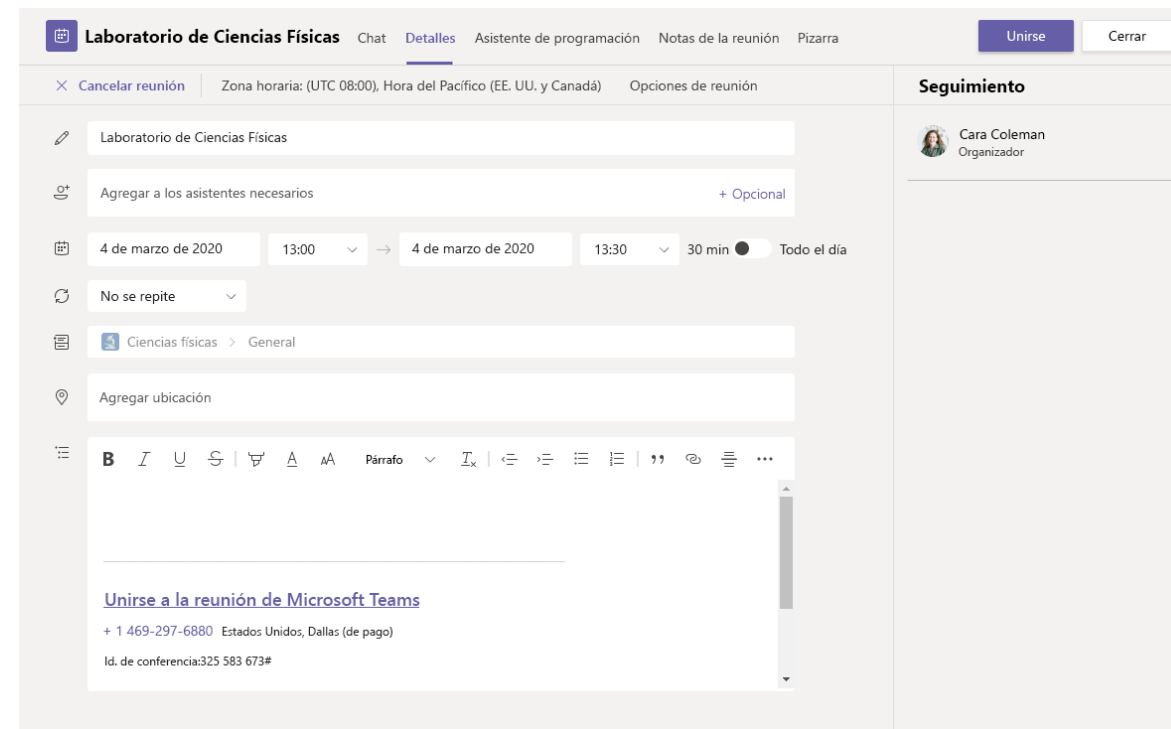 Laboratorio de Ciencias Físicas Chat Detalles Asistente de programación Notas de la reunión Pizarra Unirse Cerrar
Cancelar reunión Zona horaria: (UTC 08:00), Hora del Pacífico (EE. UU. y Canadá) Opciones de reunión
Seguimiento
Laboratorio de Ciencias Físicas
Cara Coleman
Organizador
Agregar a los asistentes necesarios + Opcional
4 de marzo de 2020 13:00 → 4 de marzo de 2020 13:30 30 min Todo el día
No se repite
Ciencias físicas > General
Agregar ubicación
B I U S A AA Párrafo Tx ...
Unirse a la reunión de Microsoft Teams
+ 1 469-297-6880 Estados Unidos, Dallas (de pago)
Id. de conferencia:325 583 673#